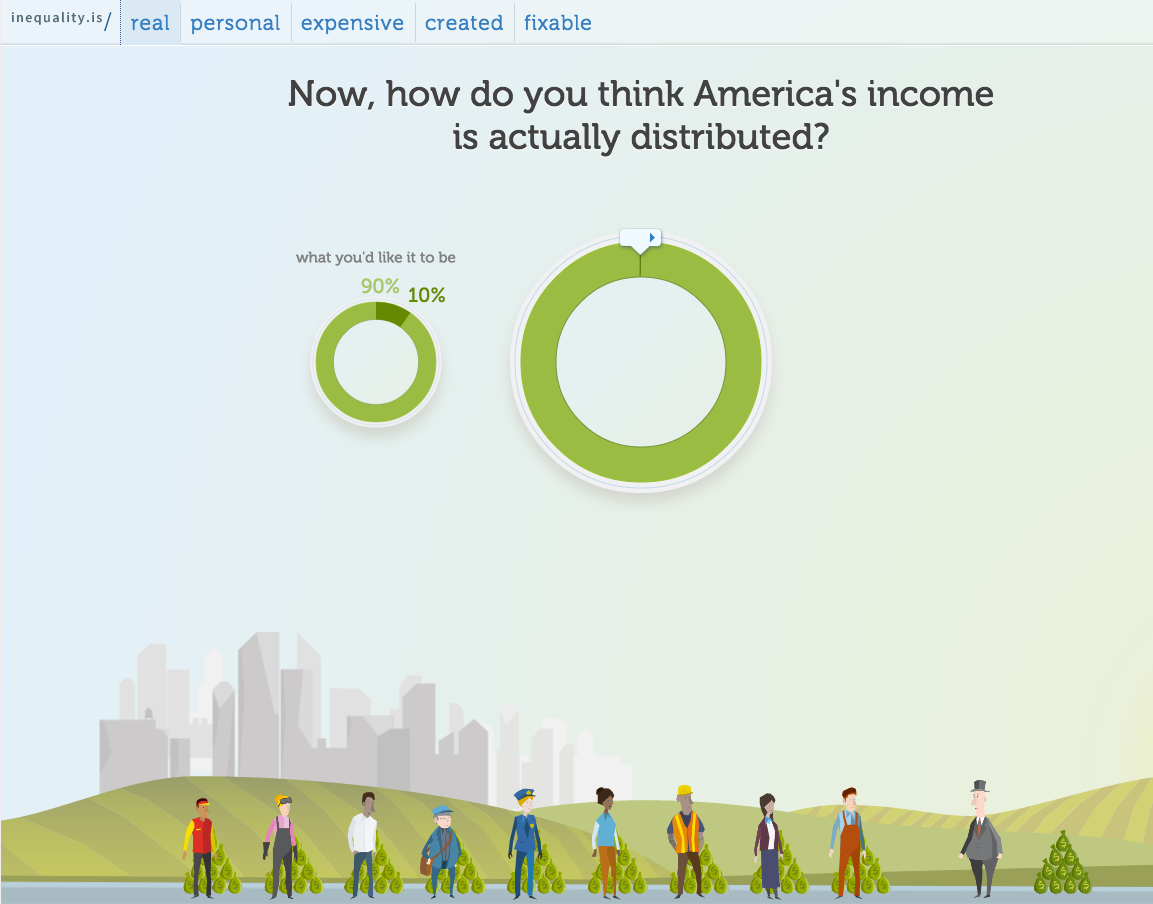 inequality.is/ real personal expensive created fixable
Now, how do you think America's income
is actually distributed?
what you'd like it to be
90% 10%